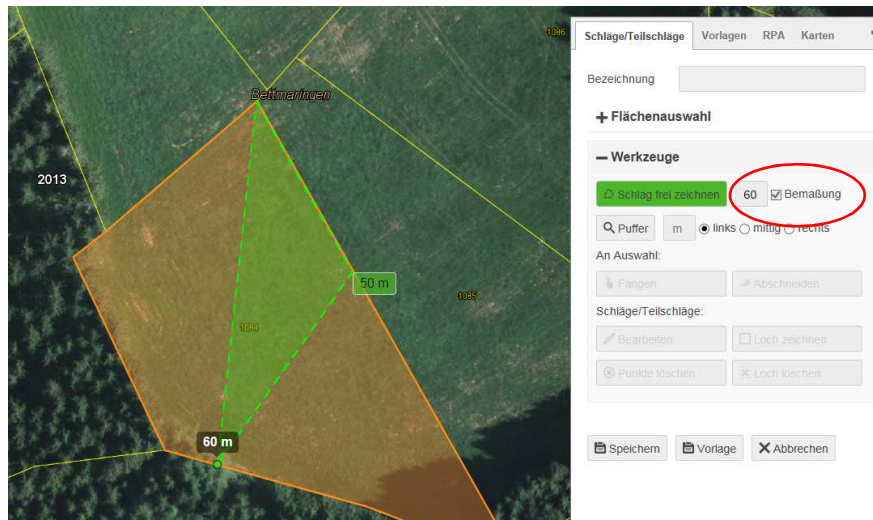 1086
Bettmaringen
2013
50 m
1085
1084
60 m
Schläge/Teilschläge Vorlagen RPA Karten
Bezeichnung
Flächenauswahl
Werkzeuge
Schlag frei zeichnen 60 Bemaßung
Puffer m links mittig rechts
An Auswahl:
Fangen Abschneiden
Schläge/Teilschläge:
Bearbeiten Loch zeichnen
Punkte löschen Loch löschen
Speichern Vorlage Abbrechen